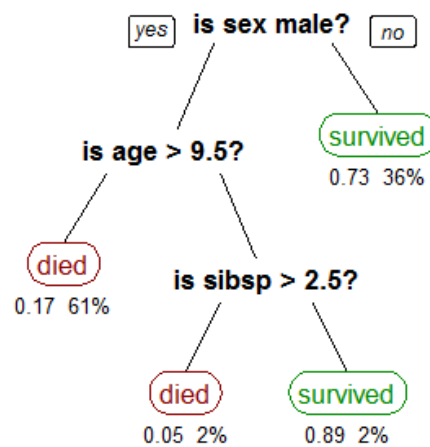 yes is sex male? no
survived
0.73 36%
is age > 9.5?
died
0.17 61%
is sibsp > 2.5?
died survived
0.05 2% 0.89 2%